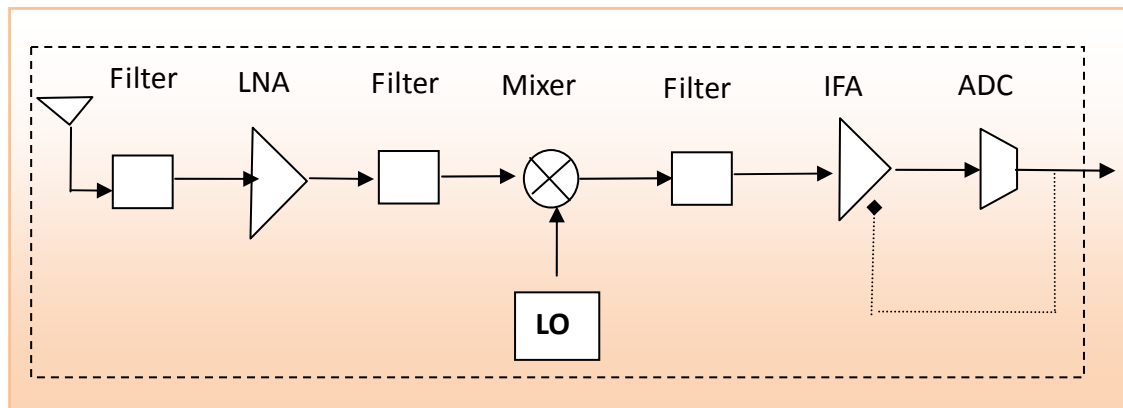 Filter
LNA
Filter
Mixer
Filter
IFA
ADC
LO